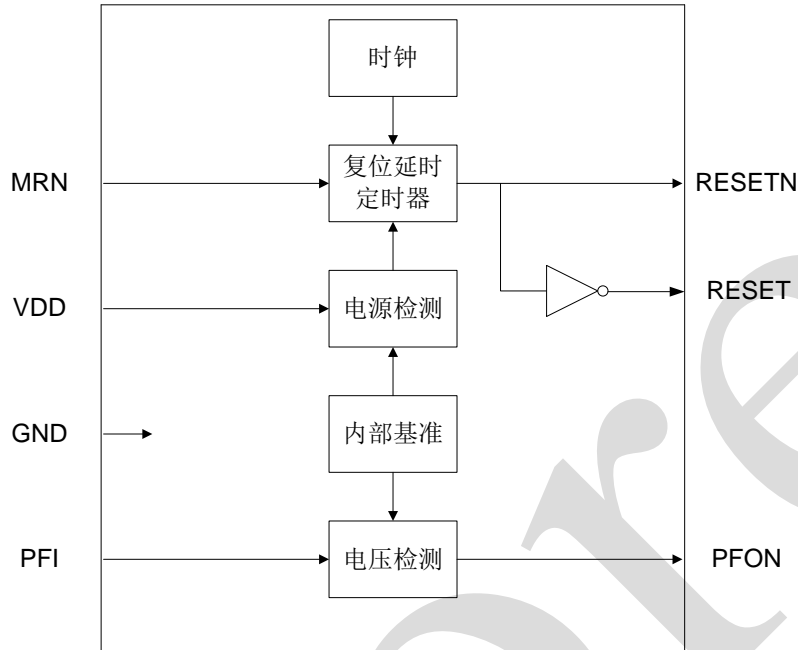 时钟
MRN
复位延时
定时器
RESETN
VDD
电源检测
RESET
GND
内部基准
PFI
电压检测
PFON